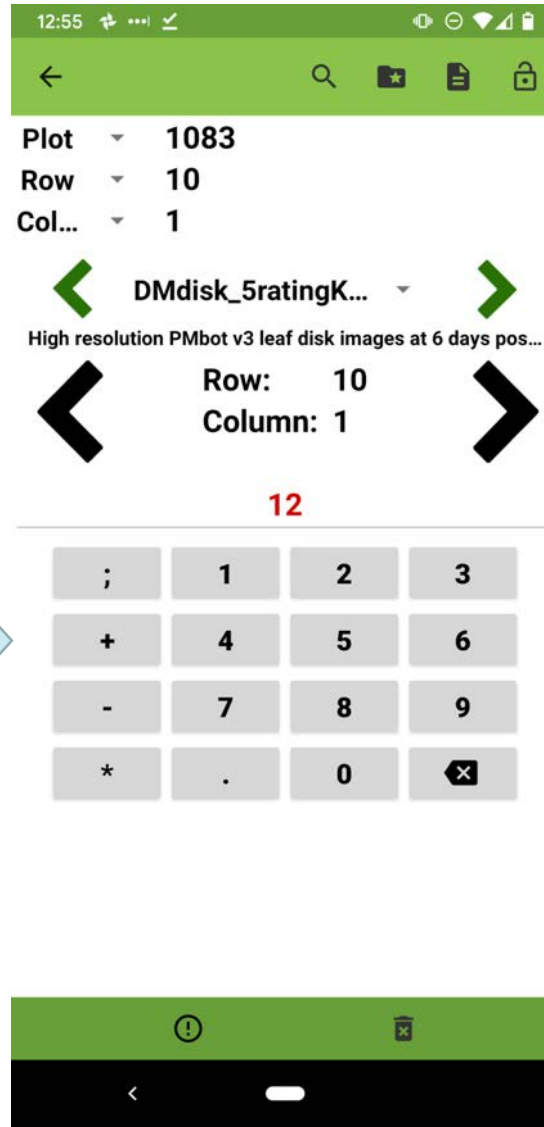 12:55
Plot 1083
Row 10
Col... 1
DMdisk_5ratingK...
High resolution PMbot v3 leaf disk images at 6 days pos...
Row: 10
Column: 1
12
; 1 2 3
+ 4 5 6
- 7 8 9
* . 0